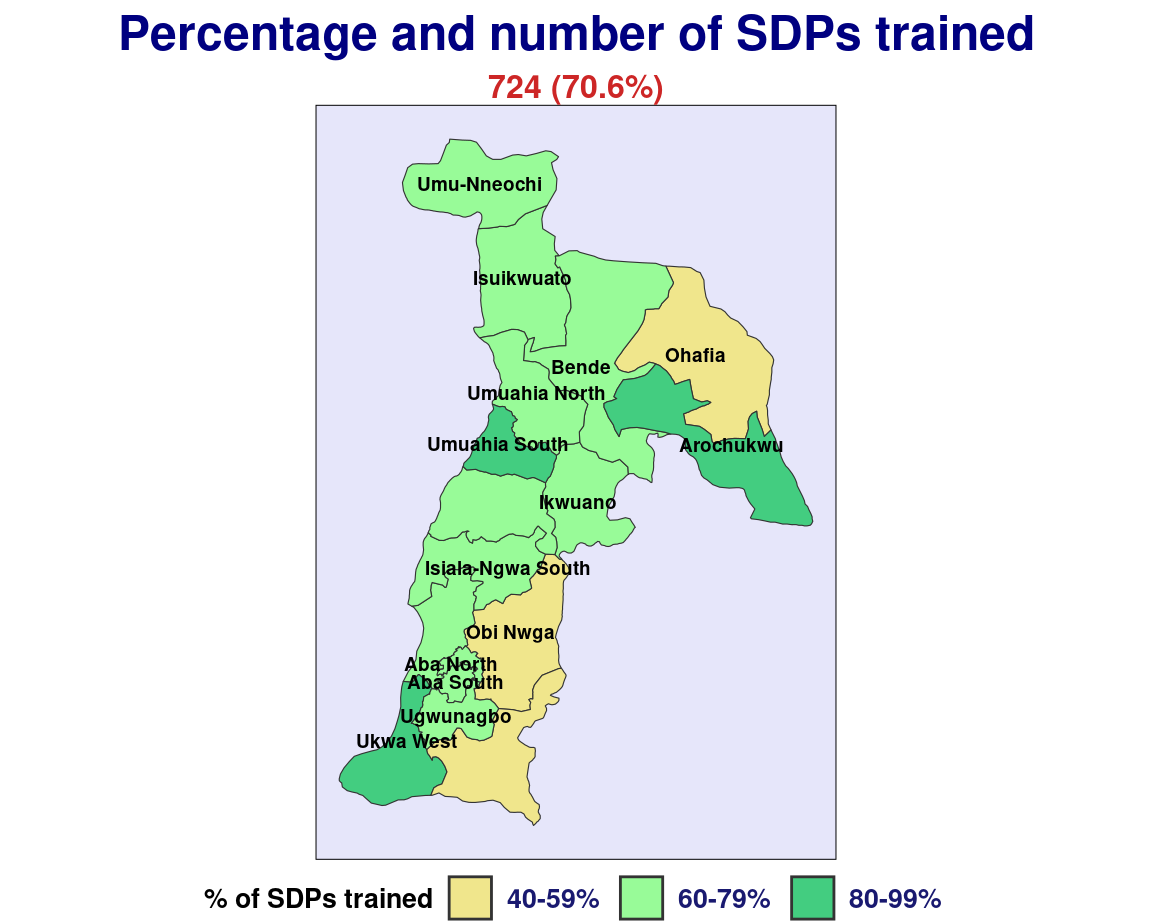 Percentage and number of SDPs trained
724 (70.6%)
Umu-Nneochi
Isuikwuato
Ohafia
Bende
Umuahia North
Umuahia South
Arochukwu
Ikwuano
Isiala-Ngwa South
Obi Nwga
Aba North
Aba South
Ugwunagbo
Ukwa West
% of SDPs trained 40-59% 60-79% 80-99%